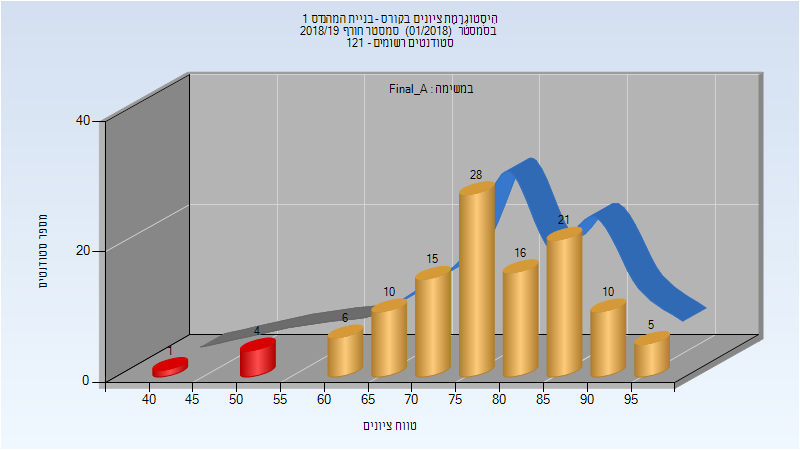 היסטוגרמת ציונים בקורס - בניית המהנדס 1
בסמסטר (01/2018) סמסטר חורף 2018/19
סטודנטים רשומים - 121
במשימה : Final_A
מספר סטודנטים
40
20
0
1
4
6
10
15
28
16
21
10
5
40 45 50 55 60 65 70 75 80 85 90 95
טווח ציונים